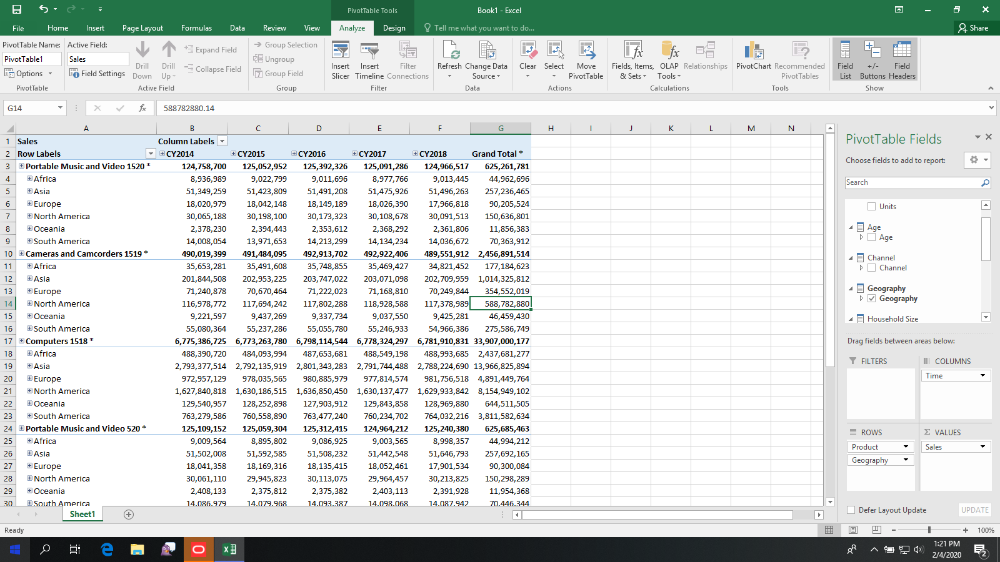 PivotTable Tools
Book1 - Excel
File Home Insert Page Layout Formulas Data Review View Analyze Design Tell me what you want to do... Share
PivotTable Name:
PivotTable1
Options
PivotTable
Active Field:
Sales
Field Settings
Drill Down
Drill Up
Expand Field
Collapse Field
Active Field
Group Selection
Ungroup
Group Field
Group
Insert Slicer
Insert Timeline
Filter Connections
Filter
Refresh
Change Data Source
Data
Clear
Select
Move PivotTable
Actions
Fields, Items, & Sets
OLAP Tools
Relationships
Calculations
PivotChart
Recommended PivotTables
Tools
Field List
+/- Buttons
Field Headers
Show
G14 fx 588782880.14
A B C D E F G H I J K L M N
1 Sales Column Labels
2 Row Labels CY2014 CY2015 CY2016 CY2017 CY2018 Grand Total *
3 Portable Music and Video 1520 * 124,758,700 125,052,952 125,392,326 125,091,286 124,966,517 625,261,781
4 Africa 8,936,989 9,022,799 9,011,696 8,977,766 9,013,445 44,962,696
5 Asia 51,349,259 51,423,809 51,491,208 51,475,926 51,496,263 257,236,465
6 Europe 18,020,979 18,042,148 18,149,189 18,026,390 17,966,818 90,205,524
7 North America 30,065,188 30,198,100 30,173,323 30,108,678 30,091,513 150,636,801
8 Oceania 2,378,230 2,394,443 2,353,612 2,368,292 2,361,806 11,856,383
9 South America 14,008,054 13,971,653 14,213,299 14,134,234 14,036,672 70,363,912
10 Cameras and Camcorders 1519 * 490,019,399 491,484,095 492,913,702 492,922,406 489,551,912 2,456,891,514
11 Africa 35,653,281 35,491,608 35,748,855 35,469,427 34,821,452 177,184,623
12 Asia 201,844,508 202,953,225 203,747,022 203,071,098 202,709,959 1,014,325,812
13 Europe 71,240,878 70,670,464 71,222,023 71,168,810 70,249,844 354,552,019
14 North America 116,978,772 117,694,242 117,802,288 118,928,588 117,378,989 588,782,880
15 Oceania 9,221,597 9,437,269 9,337,734 9,037,550 9,425,281 46,459,430
16 South America 55,080,364 55,237,286 55,055,780 55,246,933 54,966,386 275,586,749
17 Computers 1518 * 6,775,386,725 6,773,263,780 6,798,114,544 6,778,324,297 6,781,910,831 33,907,000,177
18 Africa 488,390,720 484,093,994 487,653,681 488,549,198 488,993,685 2,437,681,277
19 Asia 2,793,377,514 2,792,135,919 2,801,343,283 2,791,744,488 2,788,224,690 13,966,825,894
20 Europe 972,957,129 978,035,565 980,885,979 977,814,574 981,756,518 4,891,449,764
21 North America 1,627,840,818 1,630,186,515 1,636,850,450 1,630,137,477 1,629,933,842 8,154,949,102
22 Oceania 129,540,957 128,252,898 127,903,912 129,843,858 128,969,880 644,511,505
23 South America 763,279,586 760,558,890 763,477,240 760,234,702 764,032,216 3,811,582,634
24 Portable Music and Video 520 * 125,109,152 125,059,304 125,312,415 124,964,212 125,240,380 625,685,463
25 Africa 9,009,564 8,895,802 9,086,925 9,003,565 8,998,357 44,994,212
26 Asia 51,502,008 51,592,585 51,508,232 51,442,548 51,646,793 257,692,165
27 Europe 18,041,358 18,169,316 18,135,415 18,052,461 17,901,534 90,300,084
28 North America 30,061,110 29,945,823 30,113,075 29,964,457 30,213,825 150,298,289
29 Oceania 2,408,133 2,375,812 2,375,382 2,403,113 2,391,928 11,954,368
30 South America 14,086,979 14,079,968 14,093,387 14,098,068 14,087,942 70,446,344
PivotTable Fields
Choose fields to add to report:
Search
Units
Age
Age
Channel
Channel
Geography
Geography
Household Size
Drag fields between areas below:
FILTERS
COLUMNS
Time
ROWS
Product
Geography
Σ VALUES
Sales
Defer Layout Update UPDATE
Sheet1
Ready
100%
1:21 PM
2/4/2020
2